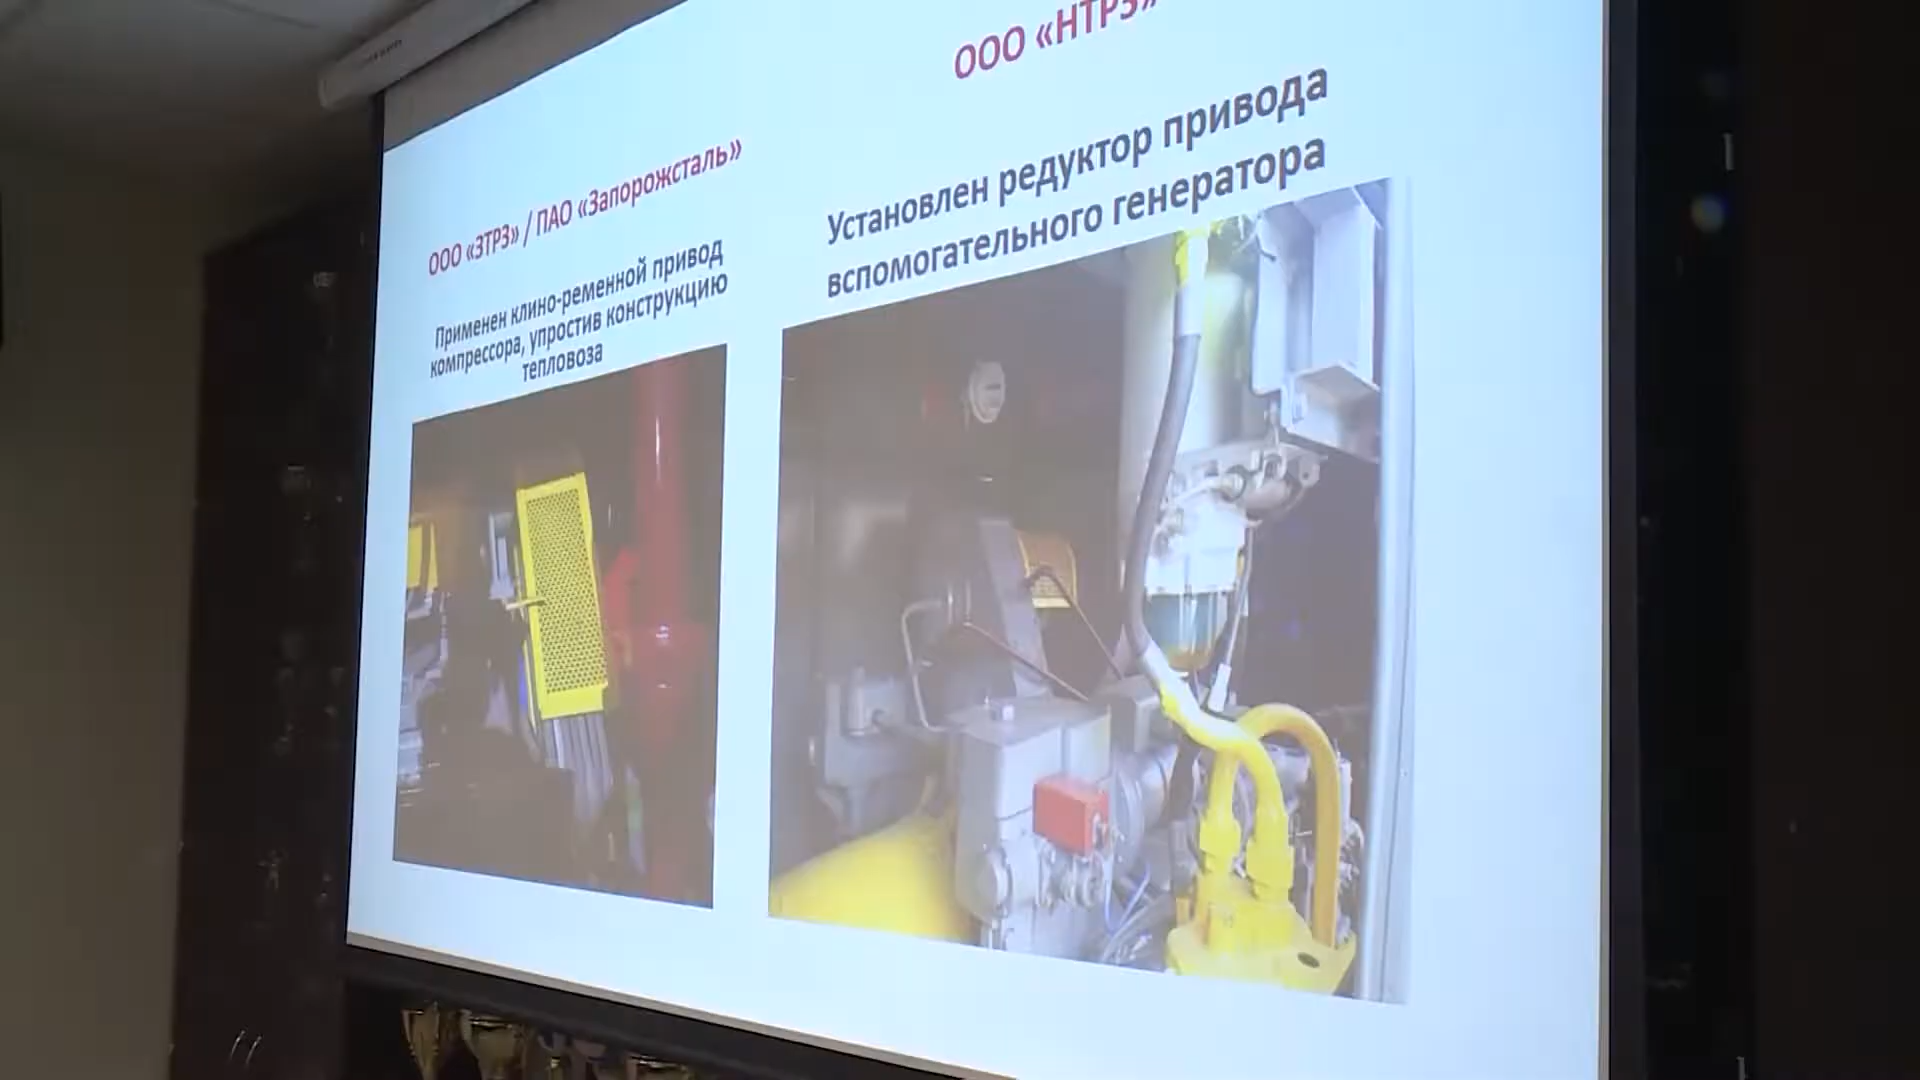 ООО «ЗТРЗ» / ПАО «Запорожсталь»
Применен клино-ременной привод
компрессора, упростив конструкцию
тепловоза
ООО «НТРЗ»
Установлен редуктор привода
вспомогательного генератора